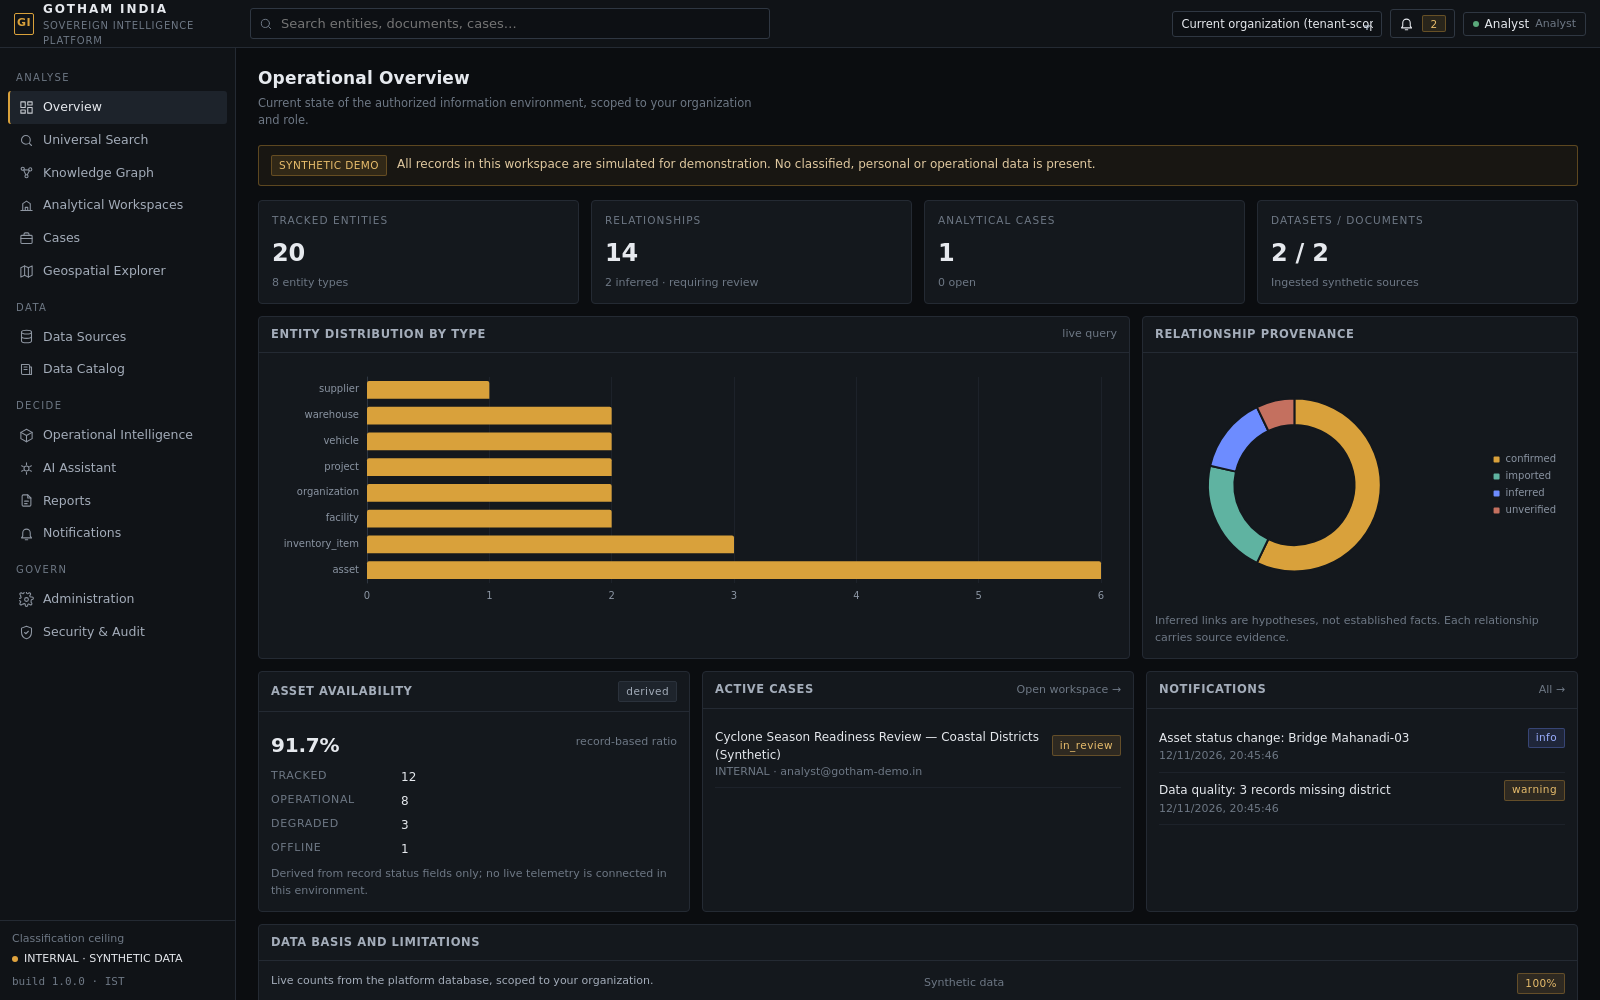 GI
GOTHAM INDIA
SOVEREIGN INTELLIGENCE
PLATFORM
Search entities, documents, cases…
Current organization (tenant-scop
2
Analyst Analyst
ANALYSE
Overview
Universal Search
Knowledge Graph
Analytical Workspaces
Cases
Geospatial Explorer
DATA
Data Sources
Data Catalog
DECIDE
Operational Intelligence
AI Assistant
Reports
Notifications
GOVERN
Administration
Security & Audit
Classification ceiling
INTERNAL · SYNTHETIC DATA
build 1.0.0 · IST
Operational Overview
Current state of the authorized information environment, scoped to your organization
and role.
SYNTHETIC DEMO All records in this workspace are simulated for demonstration. No classified, personal or operational data is present.
TRACKED ENTITIES
20
8 entity types
RELATIONSHIPS
14
2 inferred · requiring review
ANALYTICAL CASES
1
0 open
DATASETS / DOCUMENTS
2 / 2
Ingested synthetic sources
ENTITY DISTRIBUTION BY TYPE
live query
supplier
warehouse
vehicle
project
organization
facility
inventory_item
asset
0 1 2 3 4 5 6
RELATIONSHIP PROVENANCE
confirmed
imported
inferred
unverified
Inferred links are hypotheses, not established facts. Each relationship
carries source evidence.
ASSET AVAILABILITY
derived
91.7%
record-based ratio
TRACKED 12
OPERATIONAL 8
DEGRADED 3
OFFLINE 1
Derived from record status fields only; no live telemetry is connected in
this environment.
ACTIVE CASES
Open workspace →
Cyclone Season Readiness Review — Coastal Districts
(Synthetic)
in_review
INTERNAL · analyst@gotham-demo.in
NOTIFICATIONS
All →
Asset status change: Bridge Mahanadi-03
info
12/11/2026, 20:45:46
Data quality: 3 records missing district
warning
12/11/2026, 20:45:46
DATA BASIS AND LIMITATIONS
Live counts from the platform database, scoped to your organization.
Synthetic data
100%